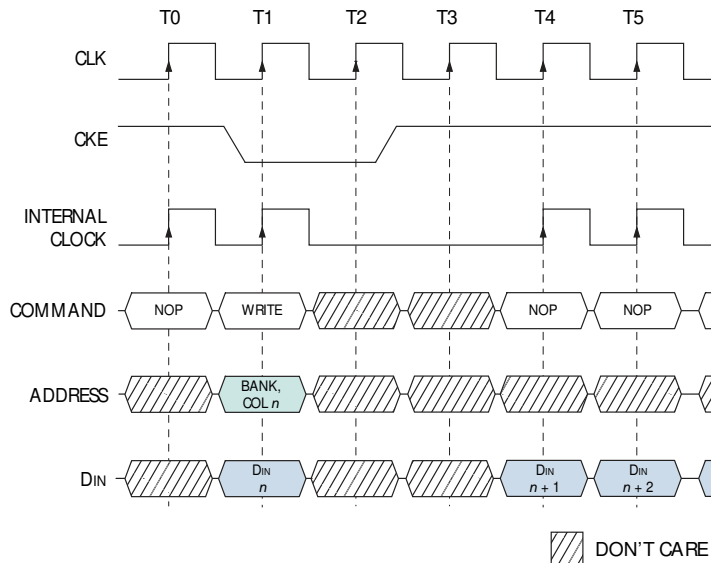 T0 T1 T2 T3 T4 T5
CLK
CKE
INTERNAL
CLOCK
COMMAND NOP WRITE NOP NOP
ADDRESS BANK,
COL n
DIN DIN
n DIN
n + 1 DIN
n + 2
DON'T CARE